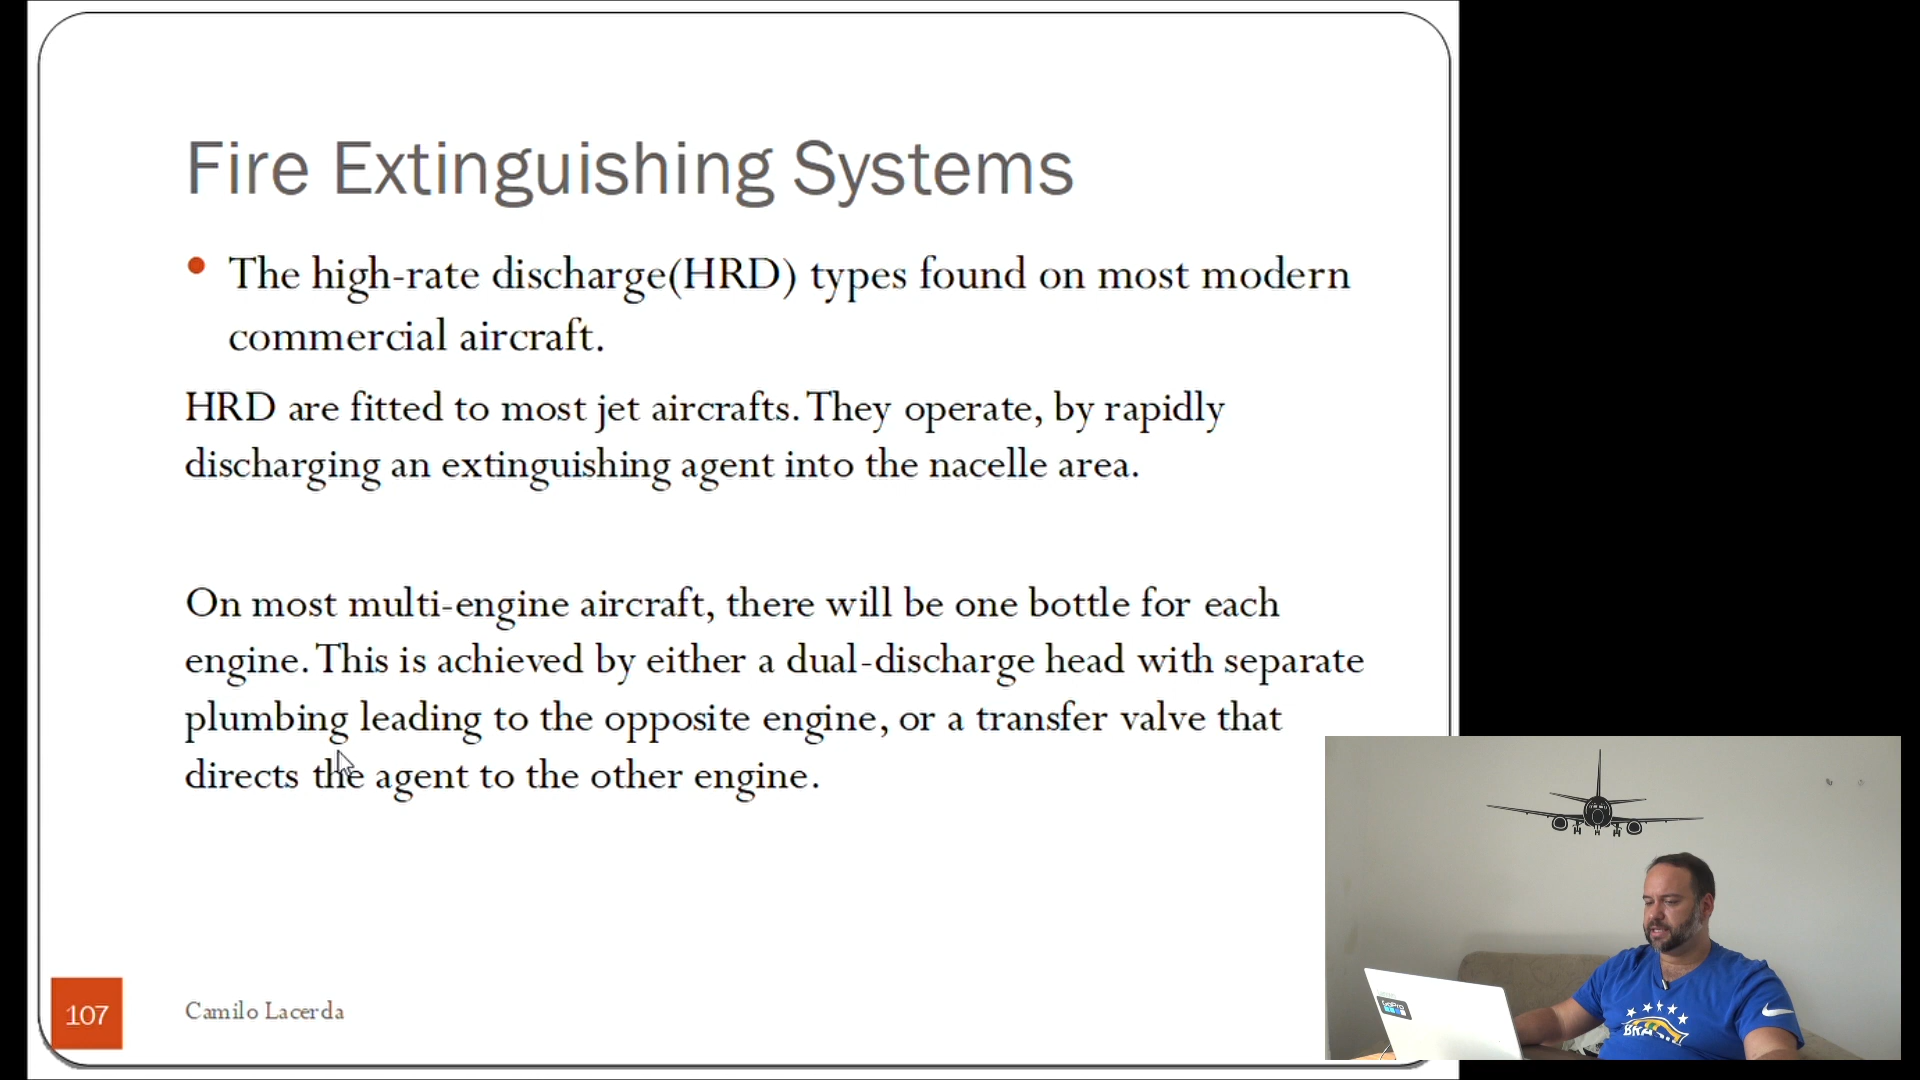 Fire Extinguishing Systems
• The high-rate discharge(HRD) types found on most modern
commercial aircraft.
HRD are fitted to most jet aircrafts. They operate, by rapidly
discharging an extinguishing agent into the nacelle area.
On most multi-engine aircraft, there will be one bottle for each
engine. This is achieved by either a dual-discharge head with separate
plumbing leading to the opposite engine, or a transfer valve that
directs the agent to the other engine.
107
Camilo Lacerda
GoPro